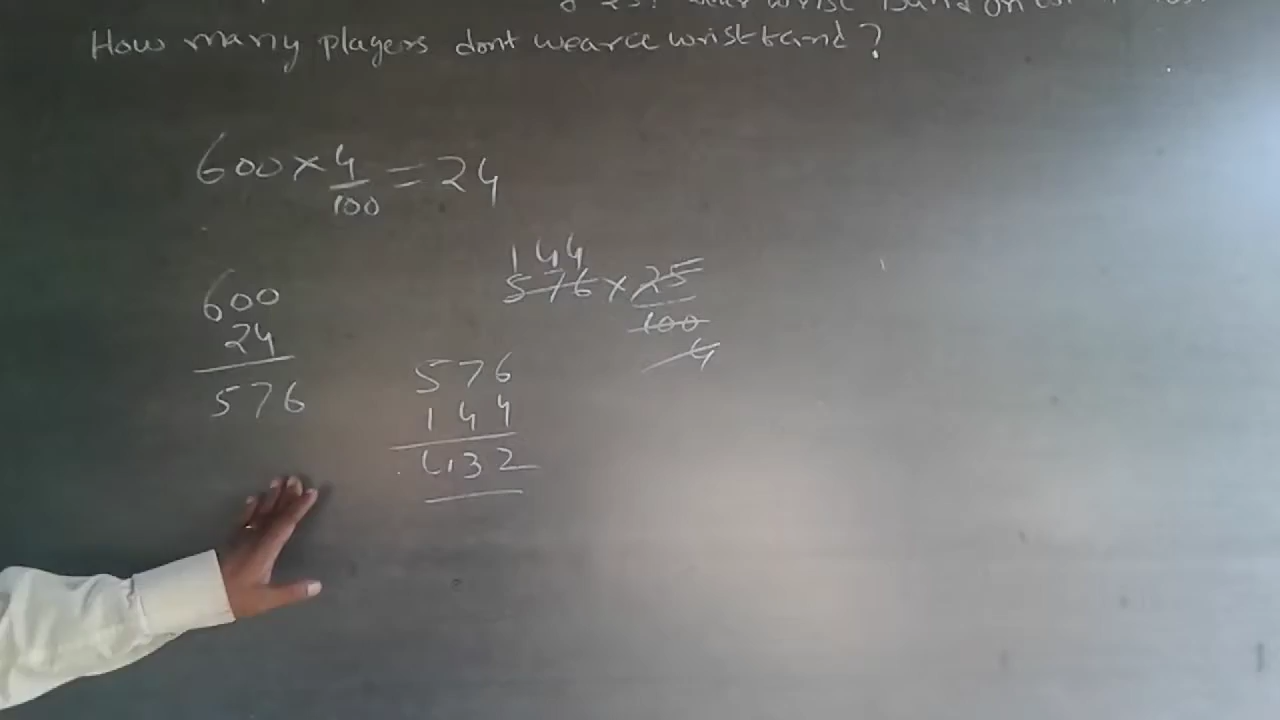 How many players dont wear a wristband?
600 × 4/100 = 24
144
576 × 25/100
4
600
24
576
576
144
432